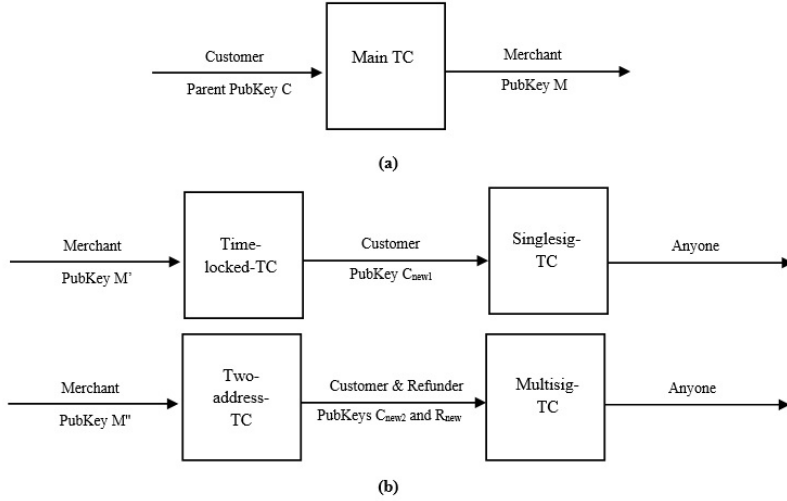 Customer
Parent PubKey C
Main TC
Merchant
PubKey M
(a)
Merchant
PubKey M'
Time-
locked-TC
Customer
PubKey Cnew1
Singlesig-
TC
Anyone
Merchant
PubKey M"
Two-
address-
TC
Customer & Refunder
PubKeys Cnew2 and Rnew
Multisig-
TC
Anyone
(b)